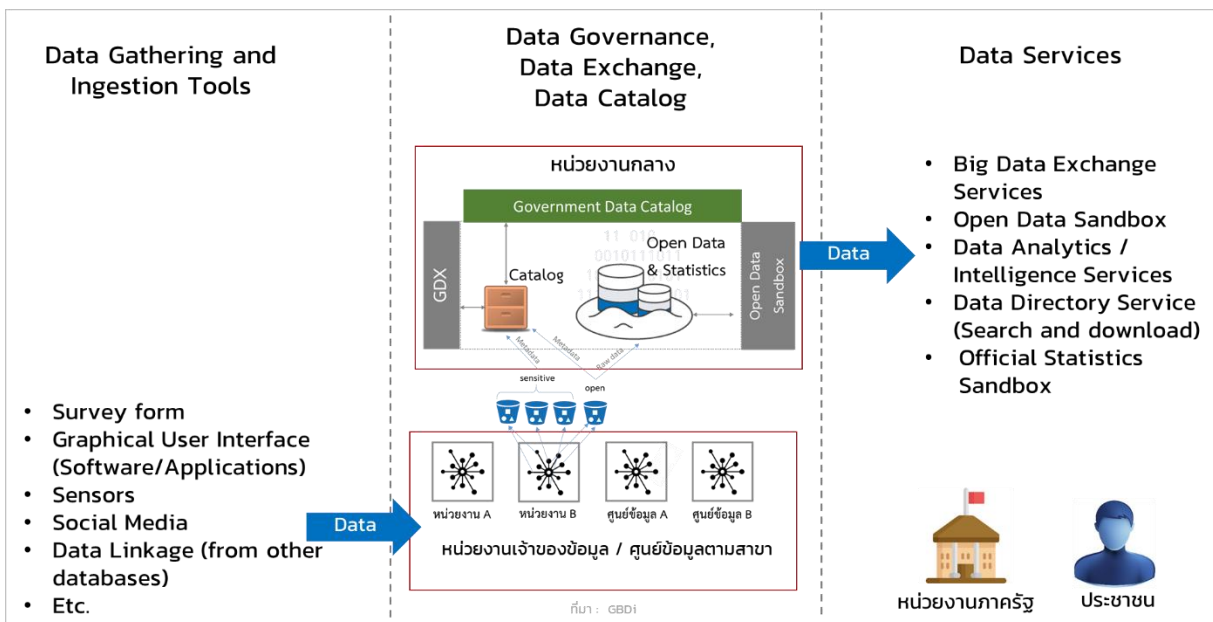 Data Gathering and
Ingestion Tools
• Survey form
• Graphical User Interface
(Software/Applications)
• Sensors
• Social Media
• Data Linkage (from other
databases)
• Etc.
Data
Data Governance,
Data Exchange,
Data Catalog
หน่วยงานกลาง
Government Data Catalog
GDX
Catalog
11 010
0010111011
Open Data
& Statistics
Open Data
Sandbox
Metadata
Metadata
Raw data
sensitive
open
หน่วยงาน A
หน่วยงาน B
ศูนย์ข้อมูล A
ศูนย์ข้อมูล B
หน่วยงานเจ้าของข้อมูล / ศูนย์ข้อมูลตามสาขา
ที่มา : GBDi
Data
Data Services
• Big Data Exchange
Services
• Open Data Sandbox
• Data Analytics /
Intelligence Services
• Data Directory Service
(Search and download)
• Official Statistics
Sandbox
หน่วยงานภาครัฐ
ประชาชน